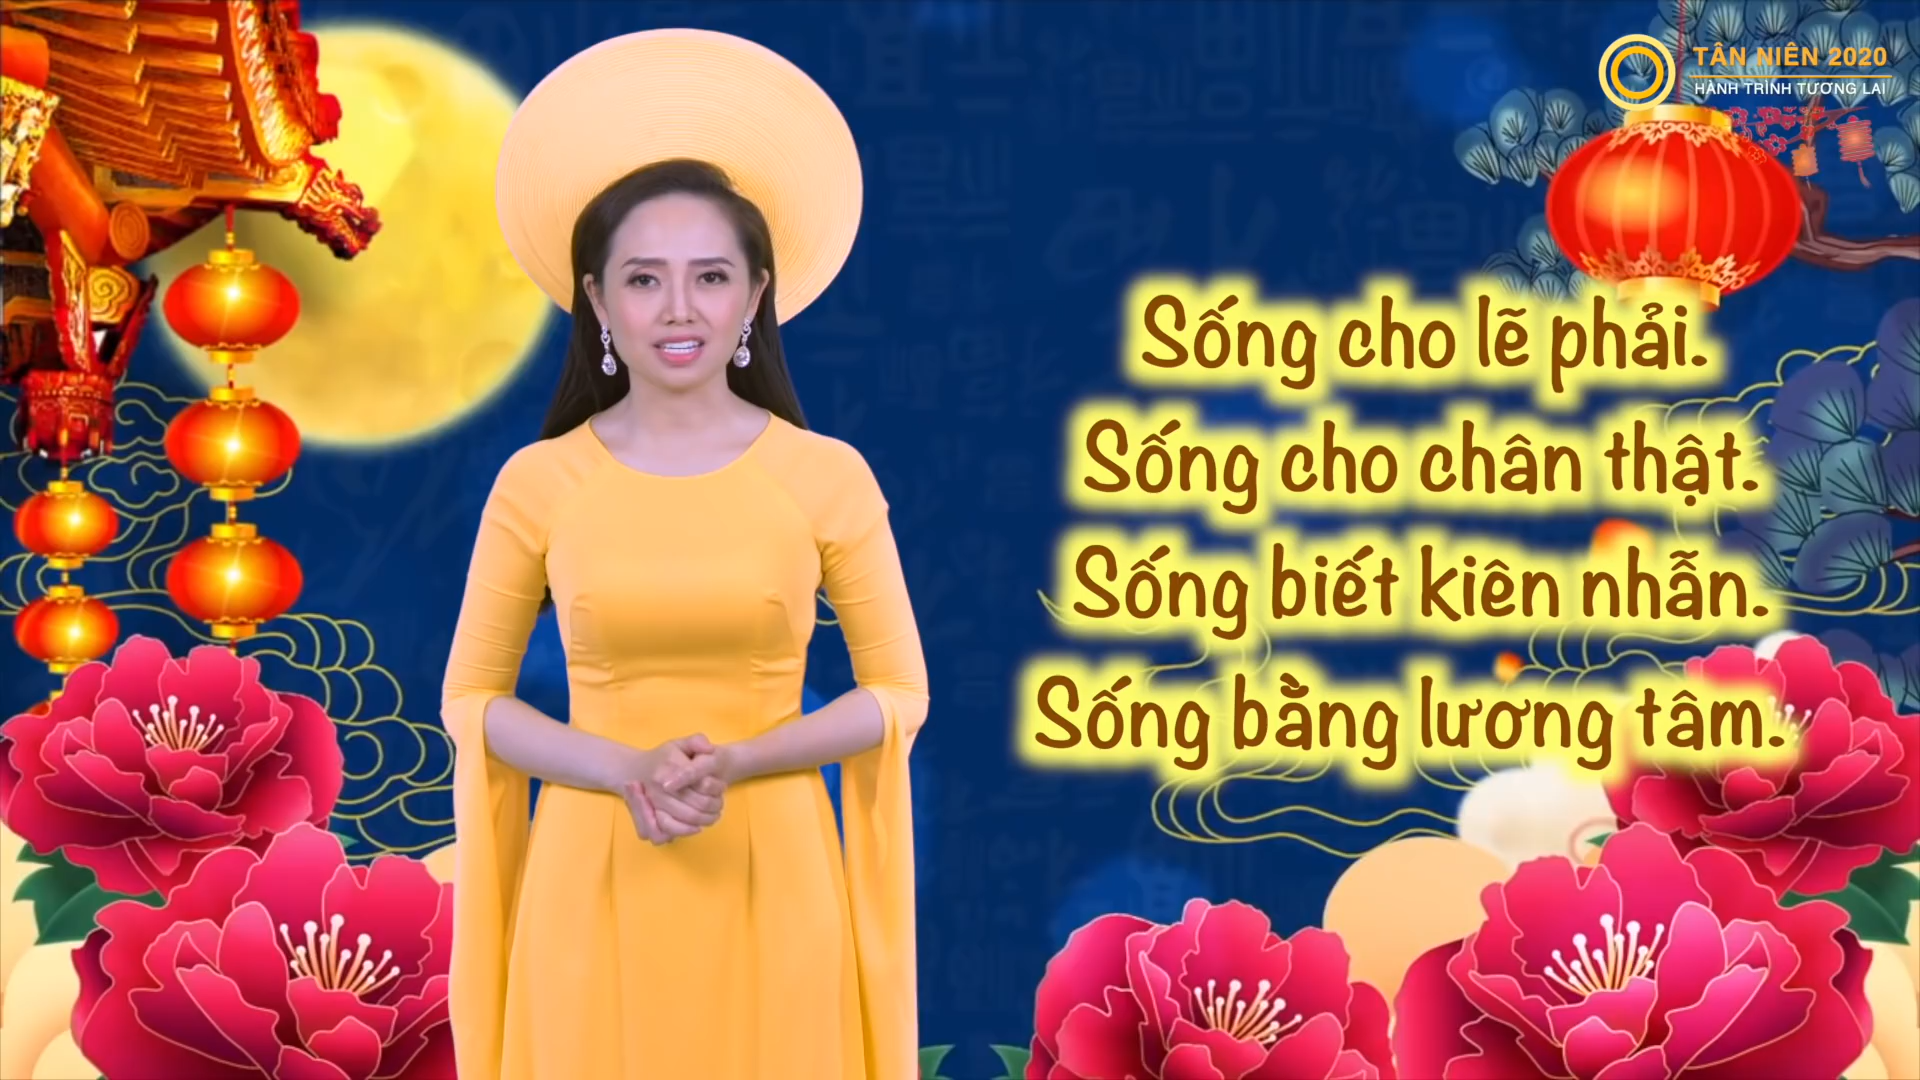 TÂN NIÊN 2020
HÀNH TRÌNH TƯƠNG LAI
Sống cho lẽ phải.
Sống cho chân thật.
Sống biết kiên nhẫn.
Sống bằng lương tâm.